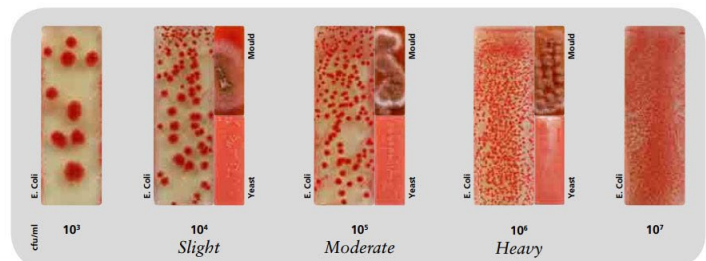 E. Coli
E. Coli
Mould
Yeast
E. Coli
Mould
Yeast
E. Coli
Mould
Yeast
E. Coli
cfu/ml
10³
10⁴
10⁵
10⁶
10⁷
Slight
Moderate
Heavy